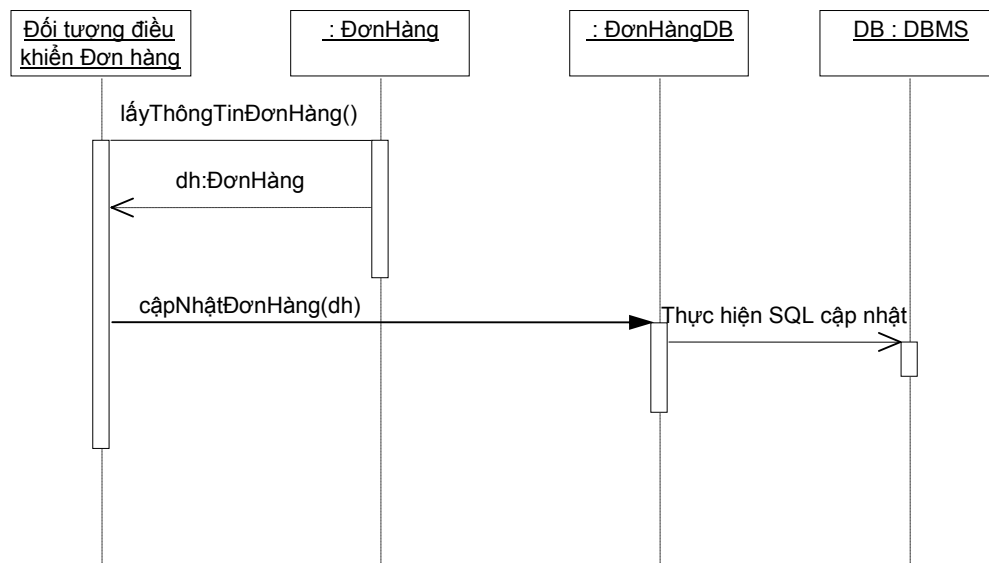 Đối tượng điều
khiển Đơn hàng
: ĐơnHàng
: ĐơnHàngDB
DB : DBMS
lấyThôngTinĐơnHàng()
dh:ĐơnHàng
cậpNhậtĐơnHàng(dh)
Thực hiện SQL cập nhật